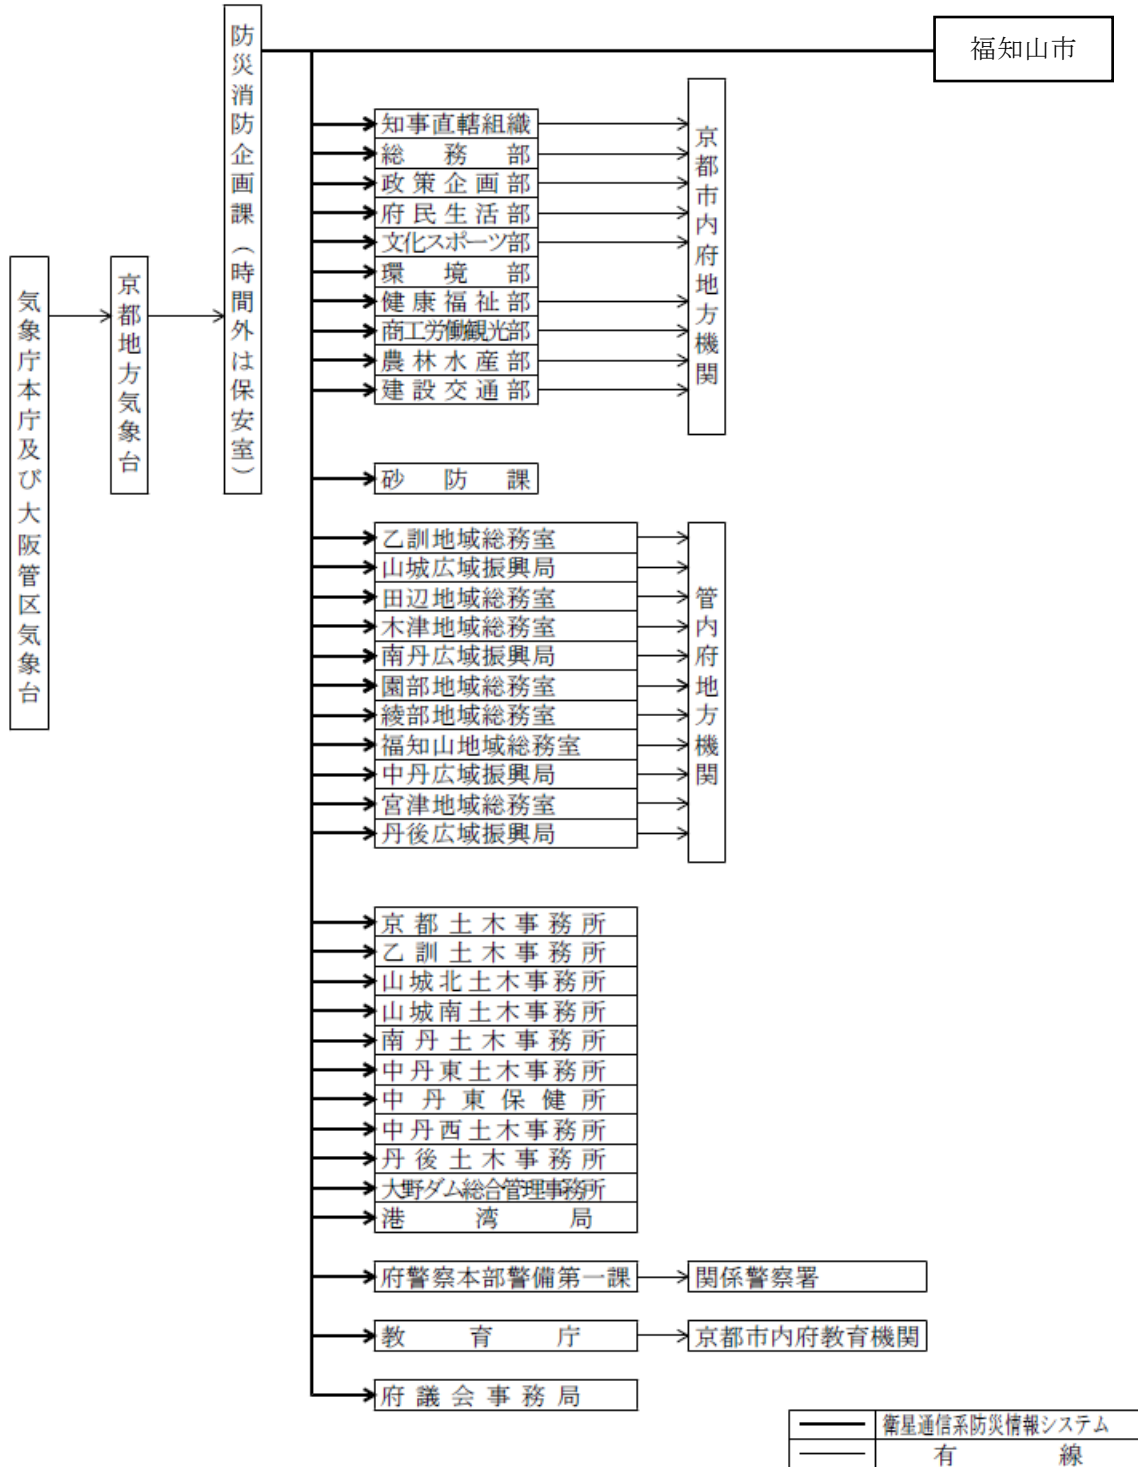 福知山市
防災消防企画課(時間外は保安室)
京都地方気象台
気象庁本庁及び大阪管区気象台
知事直轄組織
総務部
政策企画部
府民生活部
文化スポーツ部
環境部
健康福祉部
商工労働観光部
農林水産部
建設交通部
京都市内府地方機関
砂防課
乙訓地域総務室
山城広域振興局
田辺地域総務室
木津地域総務室
南丹広域振興局
園部地域総務室
綾部地域総務室
福知山地域総務室
中丹広域振興局
宮津地域総務室
丹後広域振興局
管内府地方機関
京都土木事務所
乙訓土木事務所
山城北土木事務所
山城南土木事務所
南丹土木事務所
中丹東土木事務所
中丹東保健所
中丹西土木事務所
丹後土木事務所
大野ダム総合管理事務所
港湾局
府警察本部警備第一課
関係警察署
教育庁
京都市内府教育機関
府議会事務局
衛星通信系防災情報システム
有線